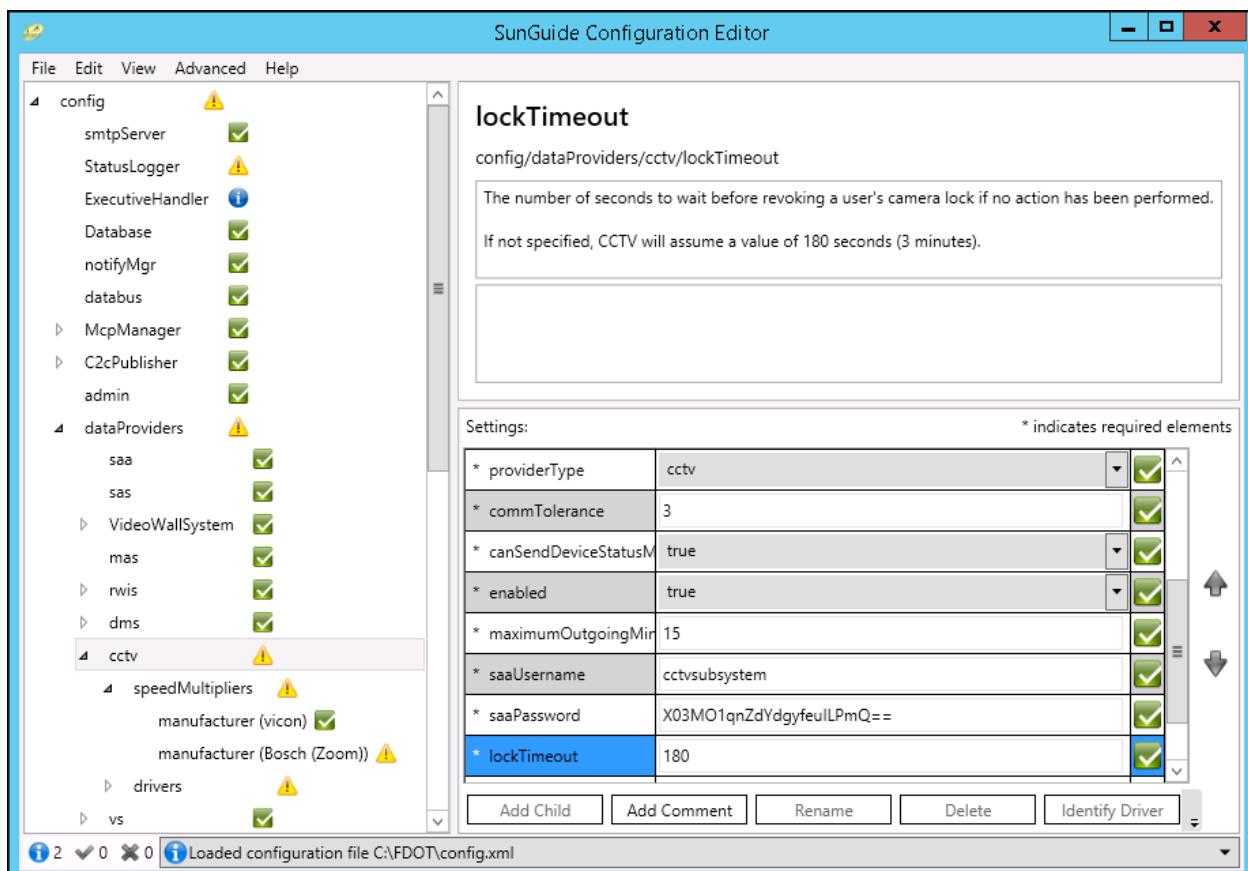 SunGuide Configuration Editor
File Edit View Advanced Help
config
smtpServer
StatusLogger
ExecutiveHandler
Database
notifyMgr
databus
McpManager
C2cPublisher
admin
dataProviders
saa
sas
VideoWallSystem
mas
rwis
dms
cctv
speedMultipliers
manufacturer (vicon)
manufacturer (Bosch (Zoom))
drivers
vs
lockTimeout
config/dataProviders/cctv/lockTimeout
The number of seconds to wait before revoking a user's camera lock if no action has been performed.
If not specified, CCTV will assume a value of 180 seconds (3 minutes).
Settings: * indicates required elements
* providerType cctv
* commTolerance 3
* canSendDeviceStatusM true
* enabled true
* maximumOutgoingMin 15
* saaUsername cctvsubsystem
* saaPassword X03MO1qnZdYdgyfeuILPmQ==
* lockTimeout 180
Add Child Add Comment Rename Delete Identify Driver
2 0 0 Loaded configuration file C:\FDOT\config.xml